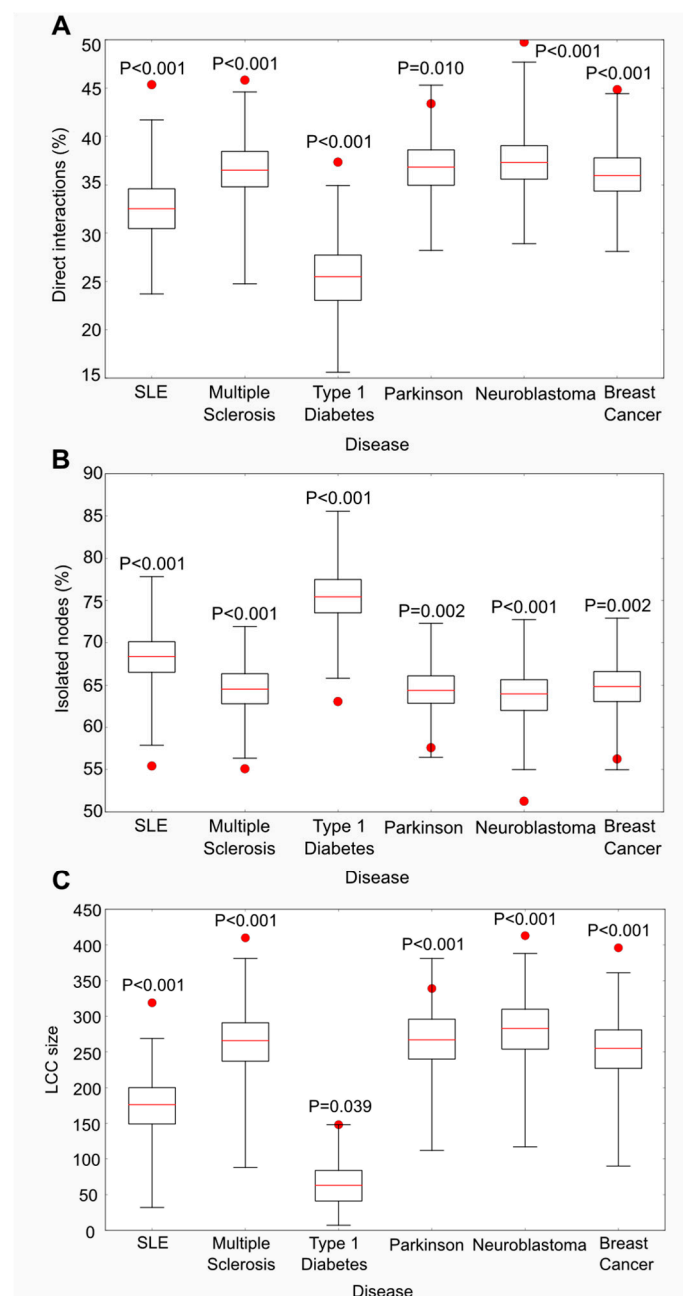 A
50
45
40
35
30
25
20
15
Direct interactions (%)
P<0.001
P<0.001
P<0.001
P=0.010
P<0.001
P<0.001
SLE
Multiple
Sclerosis
Type 1
Diabetes
Parkinson
Neuroblastoma
Breast
Cancer
Disease
B
90
85
80
75
70
65
60
55
50
Isolated nodes (%)
P<0.001
P<0.001
P<0.001
P=0.002
P<0.001
P=0.002
SLE
Multiple
Sclerosis
Type 1
Diabetes
Parkinson
Neuroblastoma
Breast
Cancer
Disease
C
450
400
350
300
250
200
150
100
50
0
LCC size
P<0.001
P<0.001
P=0.039
P<0.001
P<0.001
P<0.001
SLE
Multiple
Sclerosis
Type 1
Diabetes
Parkinson
Neuroblastoma
Breast
Cancer
Disease